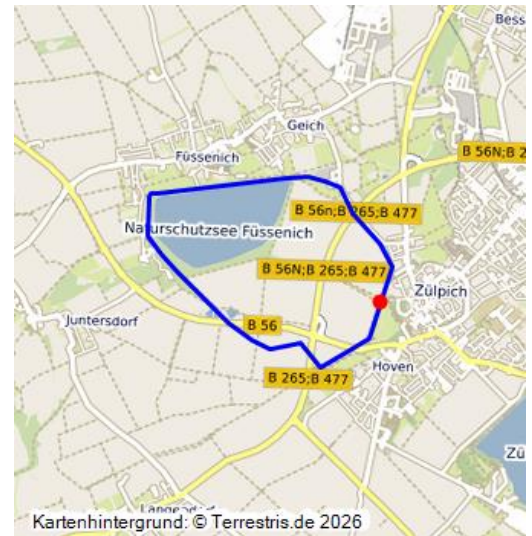 Bess
Geich
Füssenich
B 56N;B 2
B 56n;B 265;B 477
Naturschutzsee Füssenich
B 56N;B 265;B 477
Zülpich
Juntersdorf
B 56
Hoven
B 265;B 477
Zü
Langendorf
Kartenhintergrund: © Terrestris.de 2026